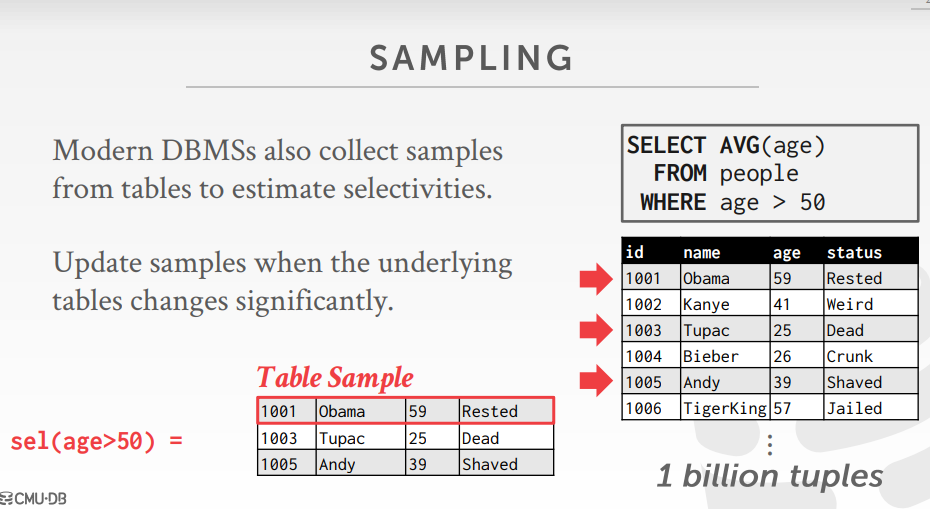 SAMPLING
Modern DBMSs also collect samples
from tables to estimate selectivities.
Update samples when the underlying
tables changes significantly.
SELECT AVG(age)
FROM people
WHERE age > 50
id name age status
1001 Obama 59 Rested
1002 Kanye 41 Weird
1003 Tupac 25 Dead
1004 Bieber 26 Crunk
1005 Andy 39 Shaved
1006 TigerKing 57 Jailed
⋮
1 billion tuples
Table Sample
1001 Obama 59 Rested
1003 Tupac 25 Dead
1005 Andy 39 Shaved
sel(age>50) =
CMU·DB